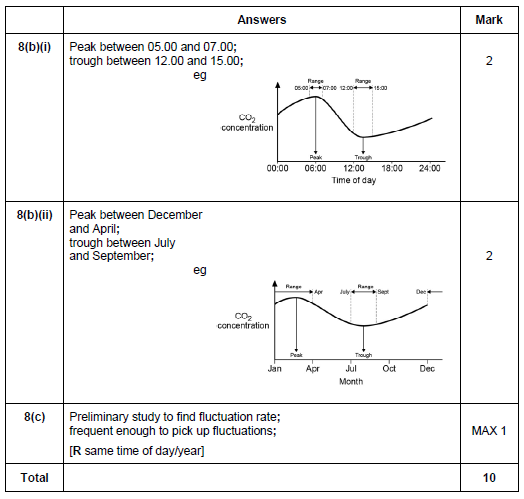 Answers Mark
8(b)(i) Peak between 05.00 and 07.00;
trough between 12.00 and 15.00; 2
eg
Range Range
05:00 07:00 12:00 15:00
CO2
concentration
Peak Trough
00:00 06:00 12:00 18:00 24:00
Time of day
8(b)(ii) Peak between December
and April;
trough between July
and September; 2
eg
Range Range
Apr July Sept Dec
CO2
concentration
Peak Trough
Jan Apr Jul Oct Dec
Month
8(c) Preliminary study to find fluctuation rate;
frequent enough to pick up fluctuations; MAX 1
[R same time of day/year]
Total 10